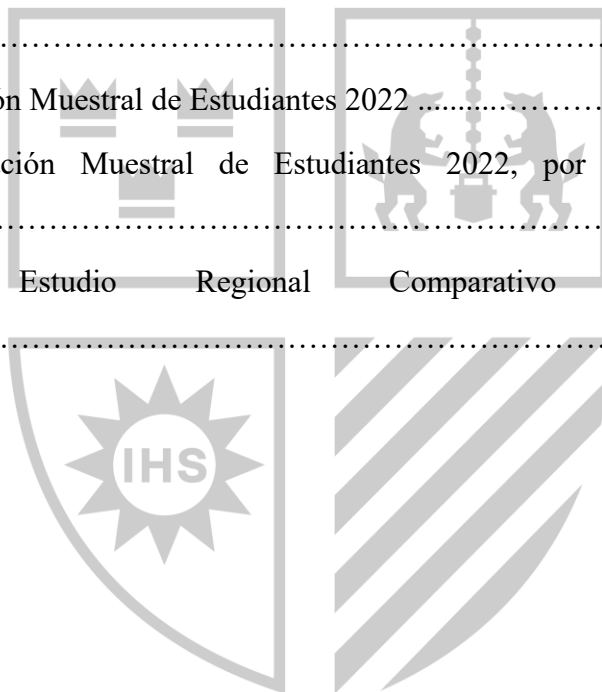 ………………………………………………………
ón Muestral de Estudiantes 2022 ...........………
ción Muestral de Estudiantes 2022, por
………………………………………………………
Estudio Regional Comparativo
………………………………………………………
IHS